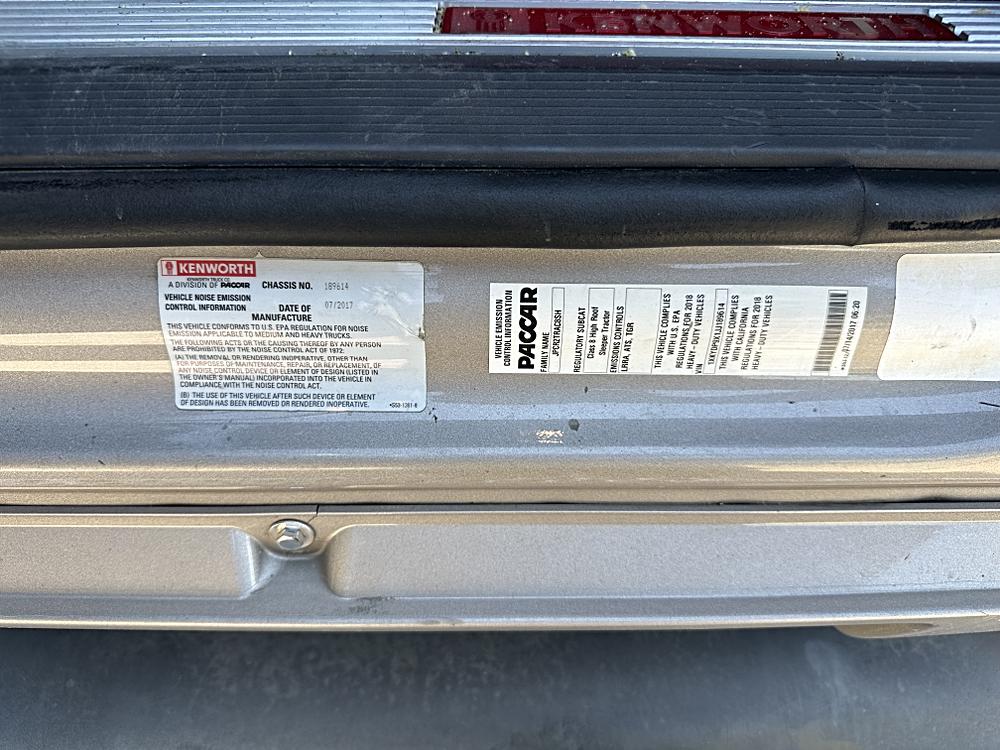 KENWORTH
KENWORTH
KENWORTH TRUCK CO.
A DIVISION OF PACCAR
CHASSIS NO. 189614
VEHICLE NOISE EMISSION
CONTROL INFORMATION
DATE OF
MANUFACTURE
07/2017
THIS VEHICLE CONFORMS TO U.S. EPA REGULATION FOR NOISE
EMISSION APPLICABLE TO MEDIUM AND HEAVY TRUCKS.
THE FOLLOWING ACTS OR THE CAUSING THEREOF BY ANY PERSON
ARE PROHIBITED BY THE NOISE CONTROL ACT OF 1972:
(A) THE REMOVAL OR RENDERING INOPERATIVE, OTHER THAN
FOR PURPOSES OF MAINTENANCE, REPAIR, OR REPLACEMENT, OF
ANY NOISE CONTROL DEVICE OR ELEMENT OF DESIGN (LISTED IN
THE OWNER'S MANUAL) INCORPORATED INTO THE VEHICLE IN
COMPLIANCE WITH THE NOISE CONTROL ACT.
(B) THE USE OF THIS VEHICLE AFTER SUCH DEVICE OR ELEMENT
OF DESIGN HAS BEEN REMOVED OR RENDERED INOPERATIVE.
VEHICLE EMISSION
CONTROL INFORMATION
PACCAR
FAMILY NAME
REGULATORY SUBCAT
Class 8 High Roof
Sleeper Tractor
EMISSIONS CONTROLS
LRRA, ATS, TGR
THIS VEHICLE COMPLIES
WITH U.S. EPA
REGULATIONS FOR 2018
HEAVY - DUTY VEHICLES
VIN
THIS VEHICLE COMPLIES
WITH CALIFORNIA
REGULATIONS FOR 2018
HEAVY - DUTY VEHICLES